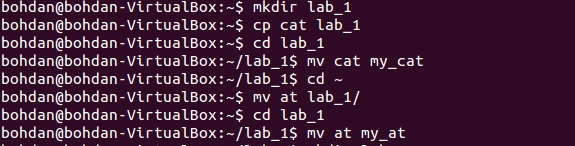 bohdan@bohdan-VirtualBox:~$ mkdir lab_1
bohdan@bohdan-VirtualBox:~$ cp cat lab_1
bohdan@bohdan-VirtualBox:~$ cd lab_1
bohdan@bohdan-VirtualBox:~/lab_1$ mv cat my_cat
bohdan@bohdan-VirtualBox:~/lab_1$ cd ~
bohdan@bohdan-VirtualBox:~$ mv at lab_1/
bohdan@bohdan-VirtualBox:~$ cd lab_1
bohdan@bohdan-VirtualBox:~/lab_1$ mv at my_at